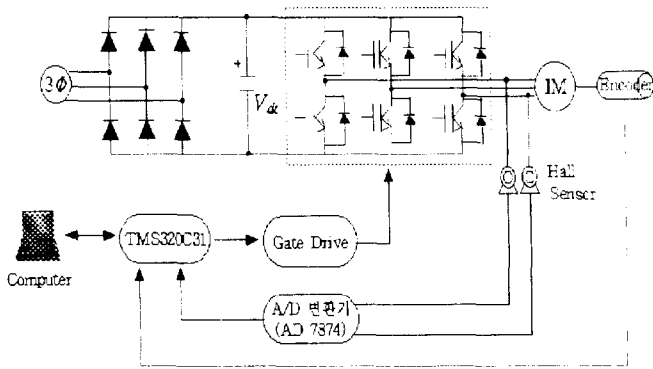 3Φ
+
V_dc
IM
Encoder
Hall
Sensor
TMS320C31
Gate Drive
Computer
A/D 변환기
(AD 7874)